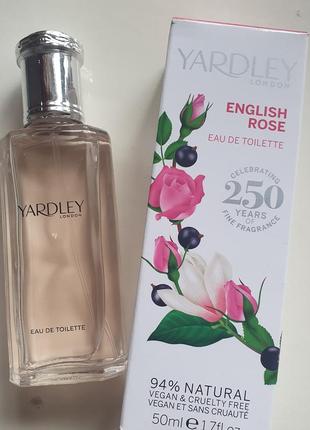 YARDLEY
LONDON
EAU DE TOILETTE
YARDLEY
LONDON
ENGLISH
ROSE
EAU DE TOILETTE
CELEBRATING
250
YEARS
OF
FINE FRAGRANCE
94% NATURAL
VEGAN & CRUELTY FREE
VEGAN ET SANS CRUAUTÉ
50ml e 1.7fl.oz